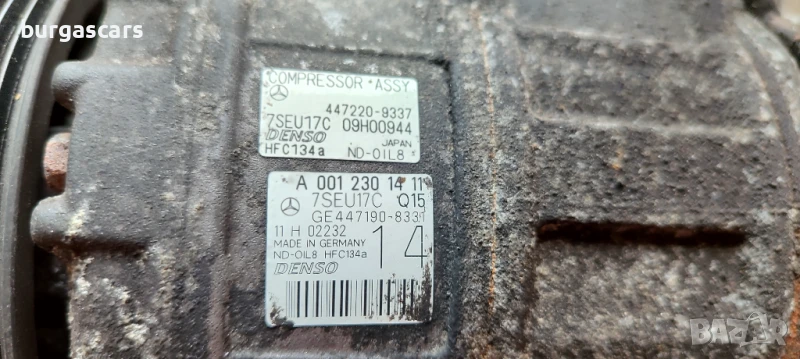 burgascars
COMPRESSOR ASSY
447220-9337
7SEU17C 09H00944
DENSO JAPAN
HFC134a ND-OIL8
A 001 230 14 11
7SEU17C Q15
GE447190-8331
11 H 02232
MADE IN GERMANY
ND-OIL8 HFC134a
14
DENSO
BAZAR